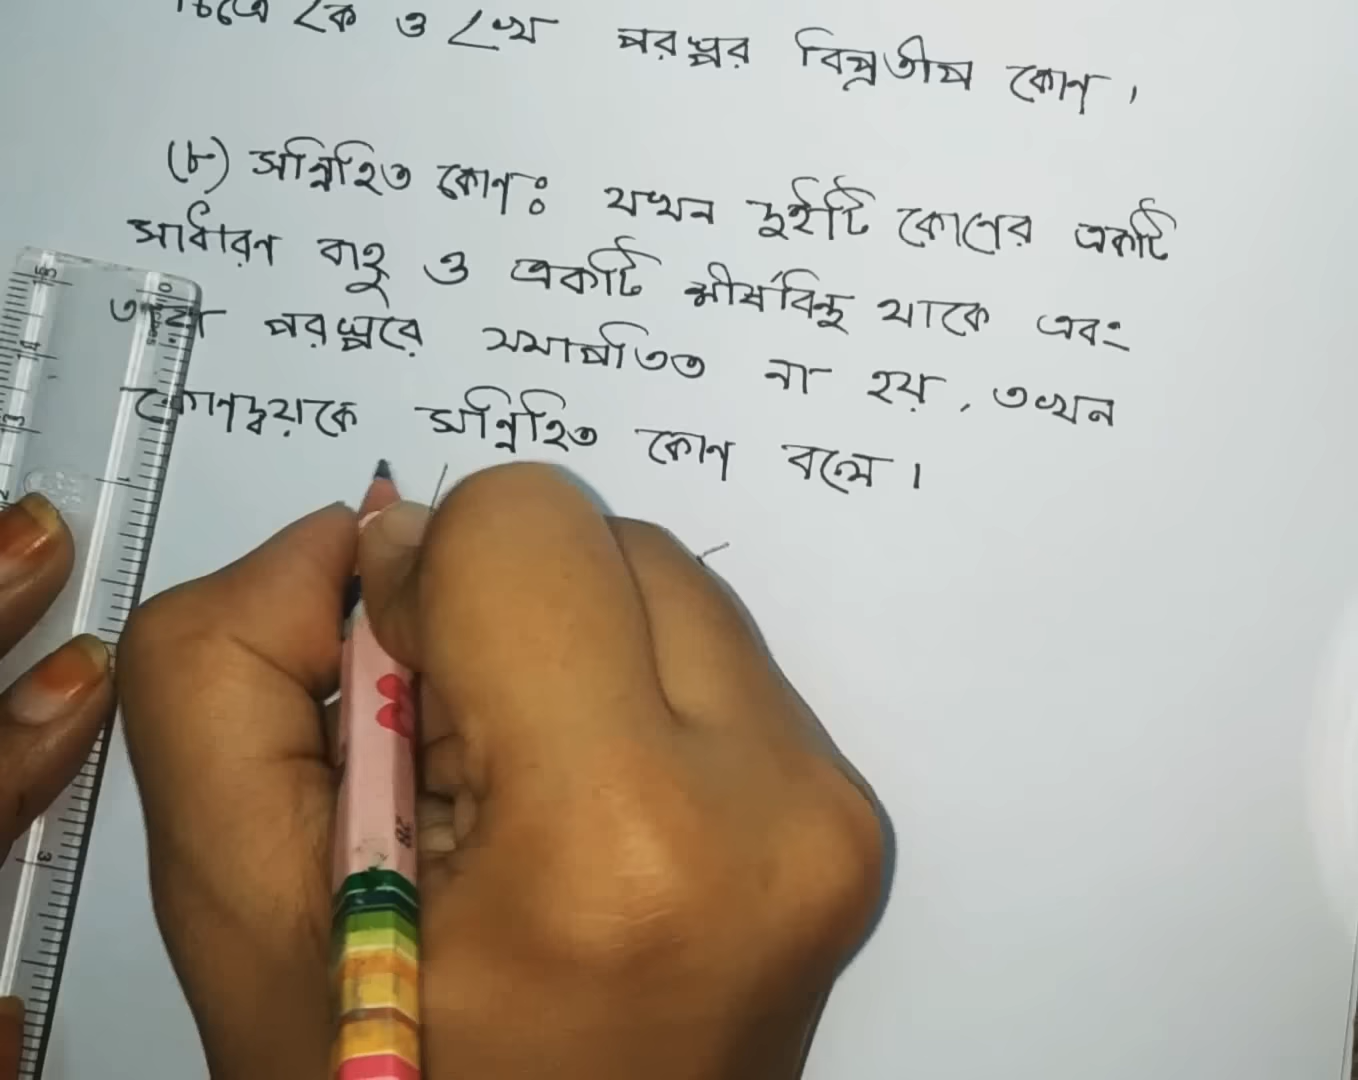 চিত্রে ∠ক ও ∠খ পরস্পর বিপ্রতীপ কোণ।
(৮) সন্নিহিত কোণঃ যখন দুইটি কোণের একটি
সাধারণ বাহু ও একটি শীর্ষবিন্দু থাকে এবং
তারা পরস্পরে সমাপতিত না হয়, তখন
কোণদ্বয়কে সন্নিহিত কোণ বলে।